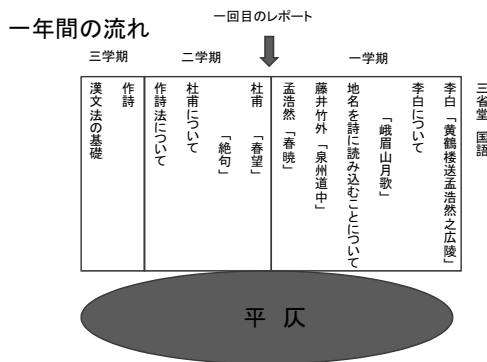 一年間の流れ
一回目のレポート
一学期
二学期
三学期
三省堂 国語
李白「黄鶴楼送孟浩然之広陵」
李白について
「峨眉山月歌」
地名を詩に読み込むことについて
藤井竹外「泉州道中」
孟浩然「春暁」
杜甫 「春望」
「絶句」
杜甫について
作詩法について
作詩
漢文法の基礎
平 仄